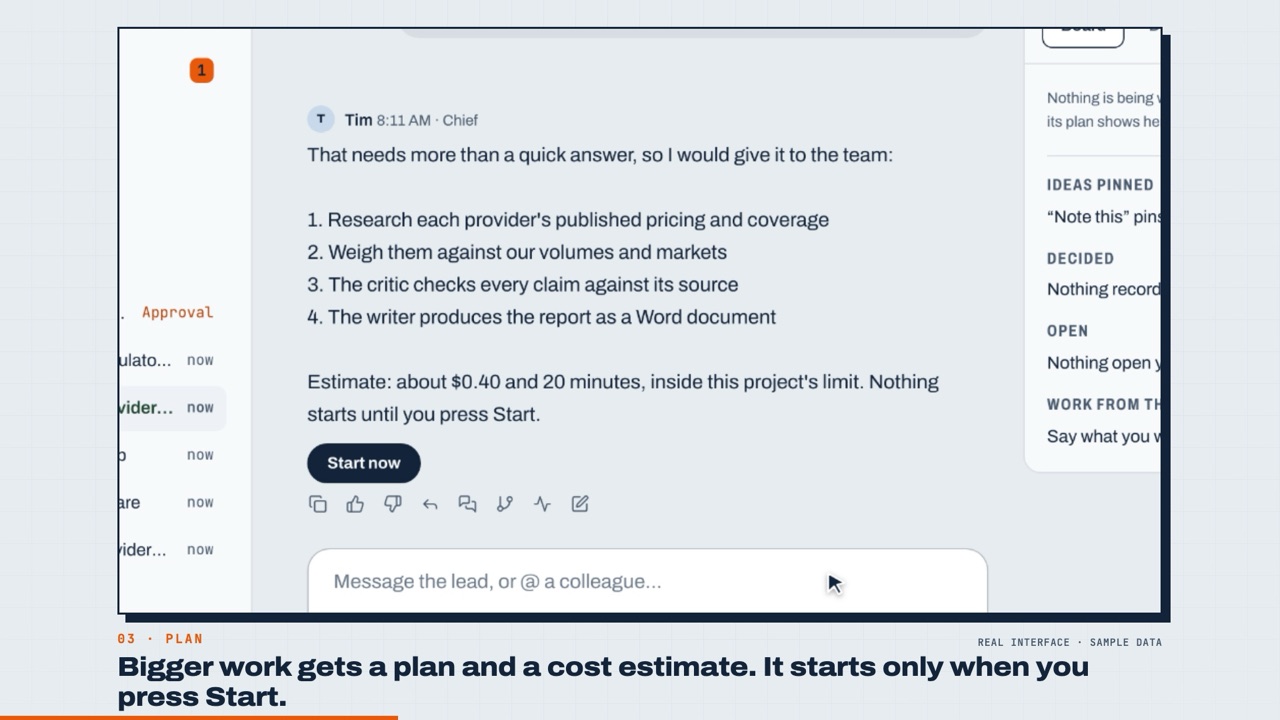 1
Approval
ulato... now
vider... now
now
are now
vider... now
T Tim 8:11 AM · Chief
That needs more than a quick answer, so I would give it to the team:
1. Research each provider's published pricing and coverage
2. Weigh them against our volumes and markets
3. The critic checks every claim against its source
4. The writer produces the report as a Word document
Estimate: about $0.40 and 20 minutes, inside this project's limit. Nothing
starts until you press Start.
Start now
Message the lead, or @ a colleague...
Nothing is being
its plan shows
IDEAS PINNED
“Note this” pins
DECIDED
Nothing record
OPEN
Nothing open
WORK FROM
Say what you
03 · PLAN
REAL INTERFACE · SAMPLE DATA
Bigger work gets a plan and a cost estimate. It starts only when you
press Start.